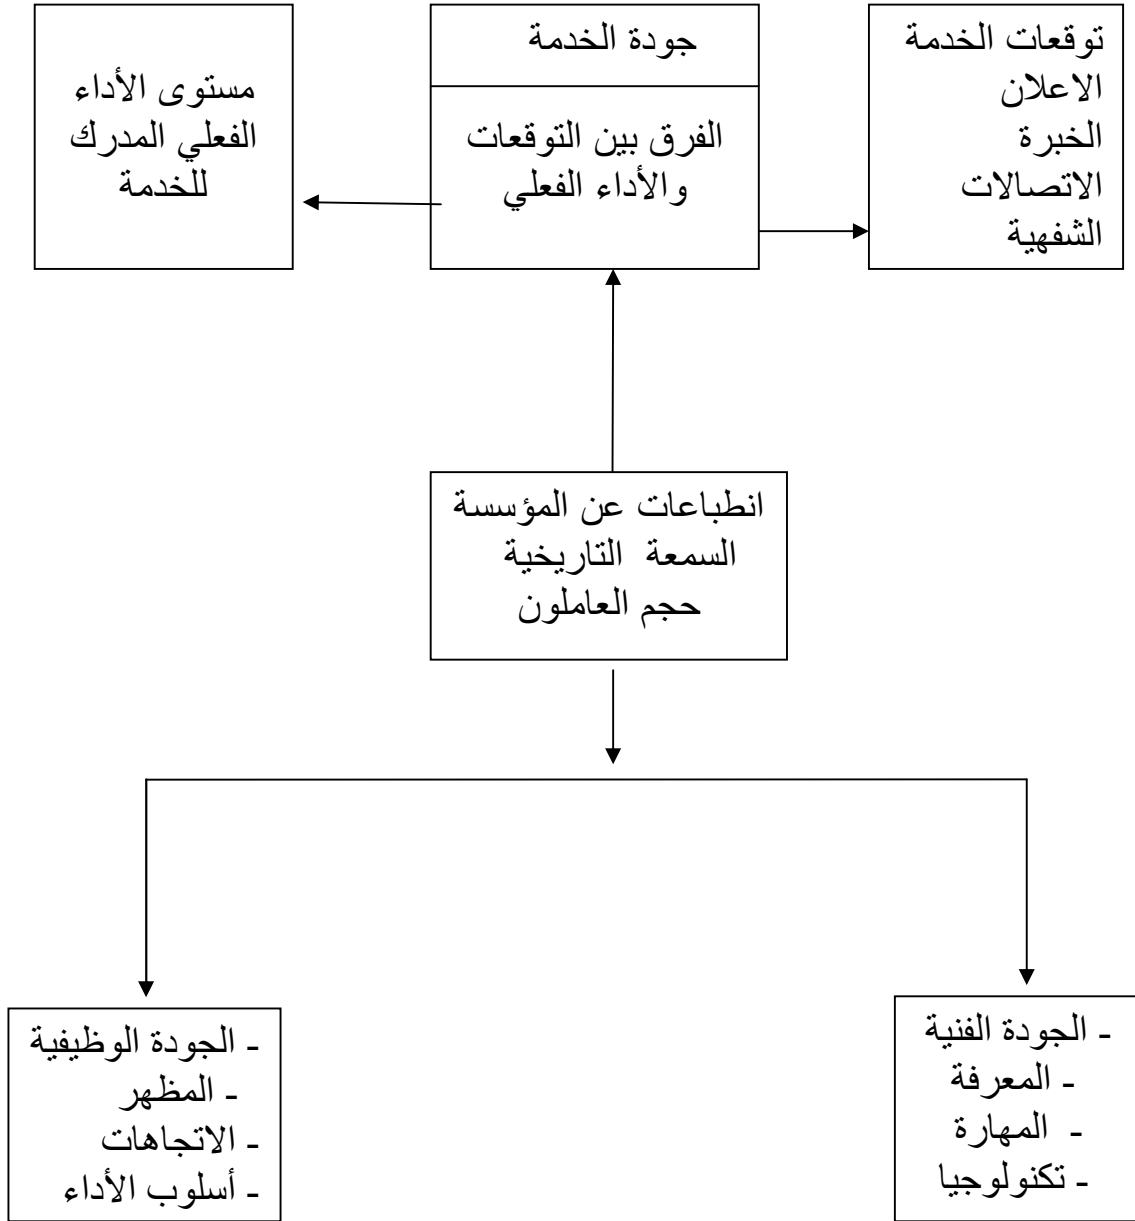 توقعات الخدمة
الاعلان
الخبرة
الاتصالات
الشفهية
جودة الخدمة
الفرق بين التوقعات
والأداء الفعلي
مستوى الأداء
الفعلي المدرك
للخدمة
انطباعات عن المؤسسة
السمعة التاريخية
حجم العاملون
- الجودة الفنية
- المعرفة
- المهارة
- تكنولوجيا
- الجودة الوظيفية
- المظهر
- الاتجاهات
- أسلوب الأداء